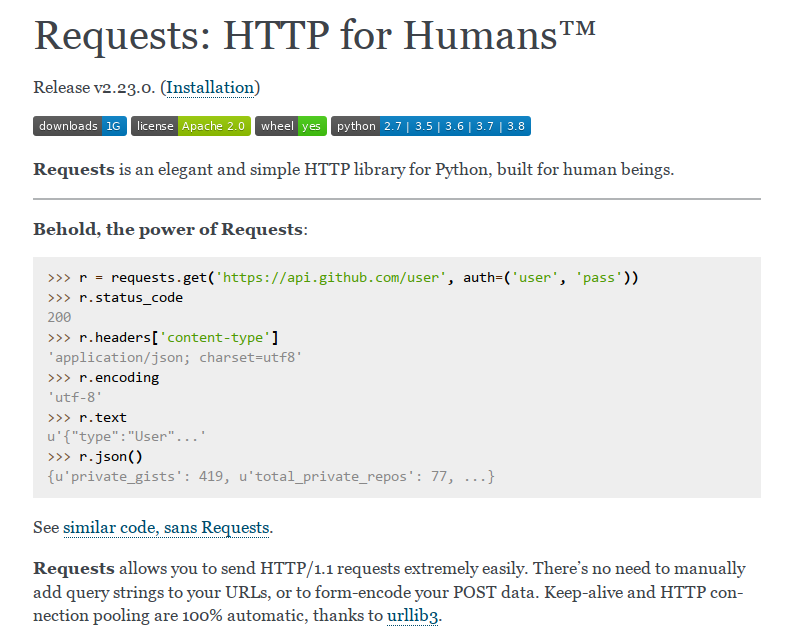 Requests: HTTP for Humans™
Release v2.23.0. (Installation)
downloads 1G license Apache 2.0 wheel yes python 2.7 | 3.5 | 3.6 | 3.7 | 3.8
Requests is an elegant and simple HTTP library for Python, built for human beings.
Behold, the power of Requests:
>>> r = requests.get('https://api.github.com/user', auth=('user', 'pass'))
>>> r.status_code
200
>>> r.headers['content-type']
'application/json; charset=utf8'
>>> r.encoding
'utf-8'
>>> r.text
u'{"type":"User"...'
>>> r.json()
{u'private_gists': 419, u'total_private_repos': 77, ...}
See similar code, sans Requests.
Requests allows you to send HTTP/1.1 requests extremely easily. There’s no need to manually
add query strings to your URLs, or to form-encode your POST data. Keep-alive and HTTP con-
nection pooling are 100% automatic, thanks to urllib3.